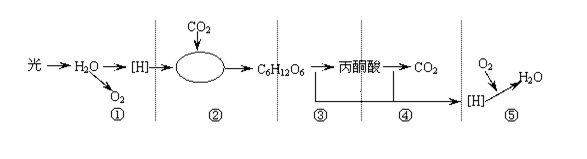 CO₂
光 H₂O [H] C₆H₁₂O₆ 丙酮酸 CO₂ O₂ H₂O
O₂ [H]
① ② ③ ④ ⑤